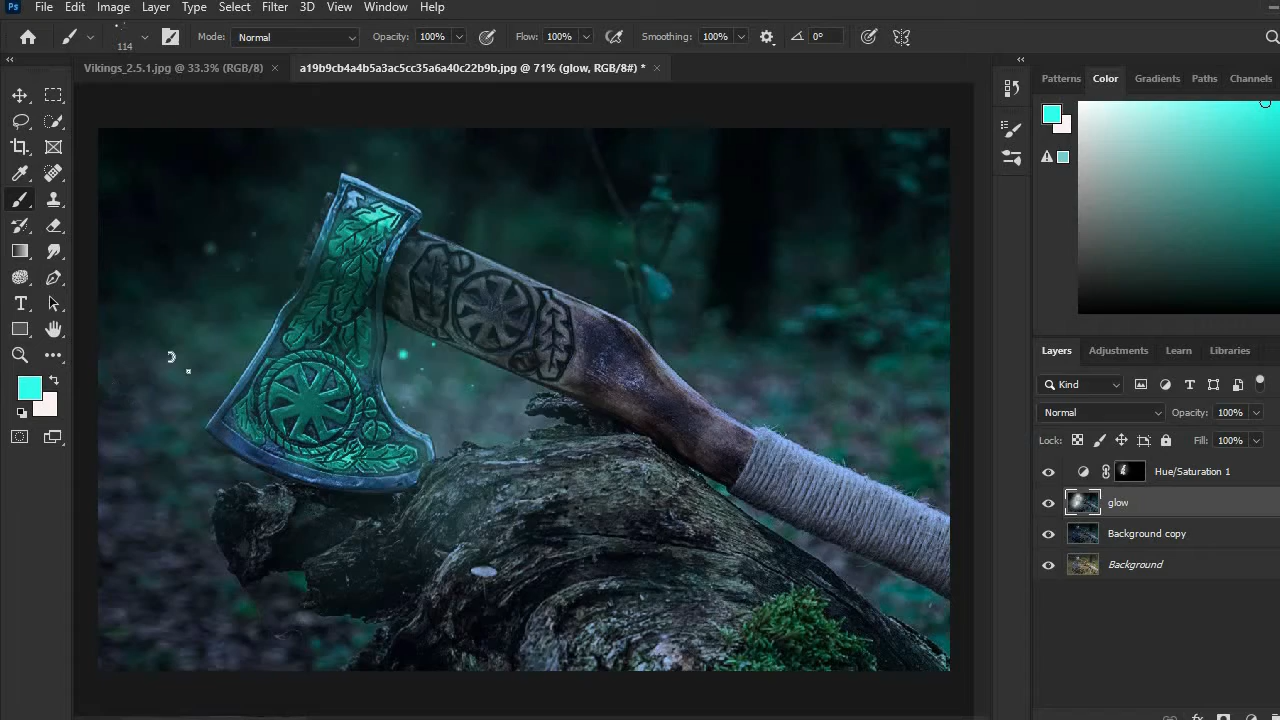 Ps File Edit Image Layer Type Select Filter 3D View Window Help
114 Mode: Normal Opacity: 100% Flow: 100% Smoothing: 100% 0°
Vikings_2.5.1.jpg @ 33.3% (RGB/8) × a19b9cb4a4b5a3ac5cc35a6a40c22b9b.jpg @ 71% (glow, RGB/8#) * ×
Patterns Color Gradients Paths Channels
Layers Adjustments Learn Libraries
Kind
Normal Opacity: 100%
Lock: Fill: 100%
Hue/Saturation 1
glow
Background copy
Background